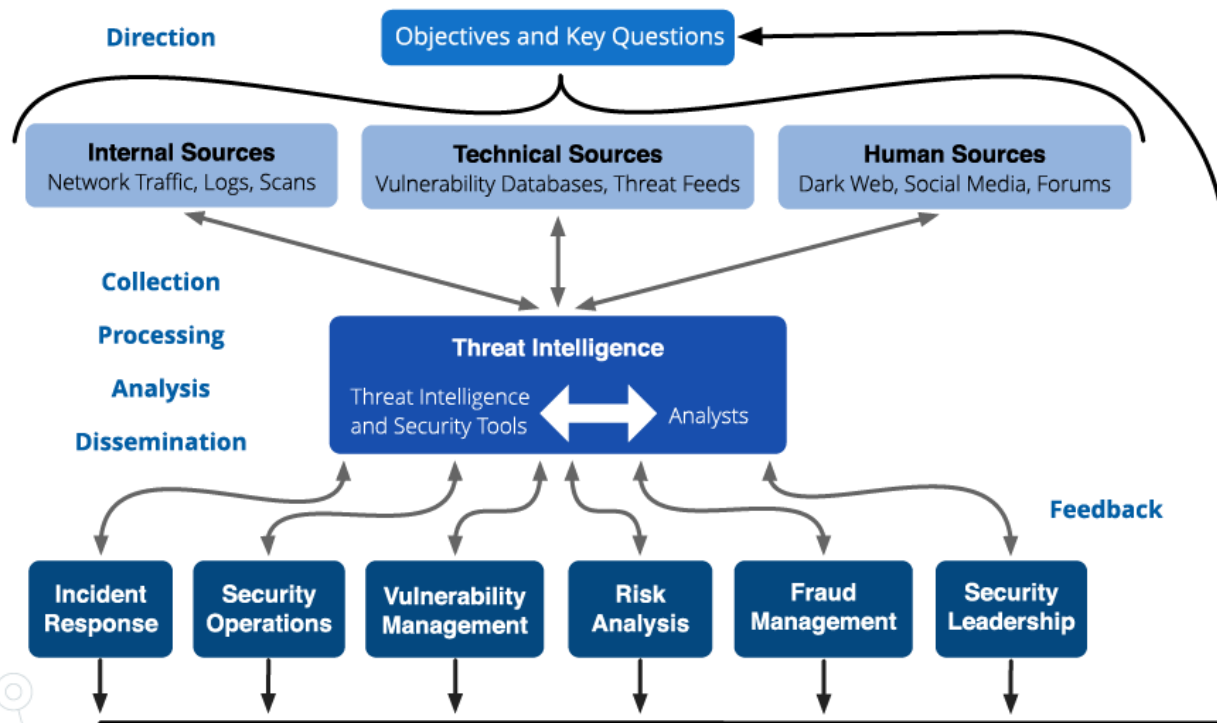 Direction
Objectives and Key Questions
Internal Sources
Network Traffic, Logs, Scans
Technical Sources
Vulnerability Databases, Threat Feeds
Human Sources
Dark Web, Social Media, Forums
Collection
Processing
Analysis
Dissemination
Threat Intelligence
Threat Intelligence
and Security Tools
Analysts
Feedback
Incident
Response
Security
Operations
Vulnerability
Management
Risk
Analysis
Fraud
Management
Security
Leadership